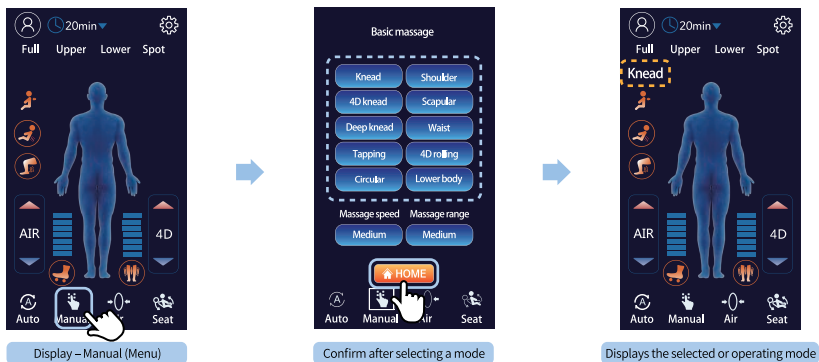 20min
Full Upper Lower Spot
AIR
4D
Auto Manual Air Seat
Display – Manual (Menu)
Basic massage
Knead Shoulder
4D knead Scapular
Deep knead Waist
Tapping 4D rolling
Circular Lower body
Massage speed Massage range
Medium Medium
HOME
Auto Manual Air Seat
Confirm after selecting a mode
20min
Full Upper Lower Spot
Knead
AIR
4D
Auto Manual Air Seat
Displays the selected or operating mode